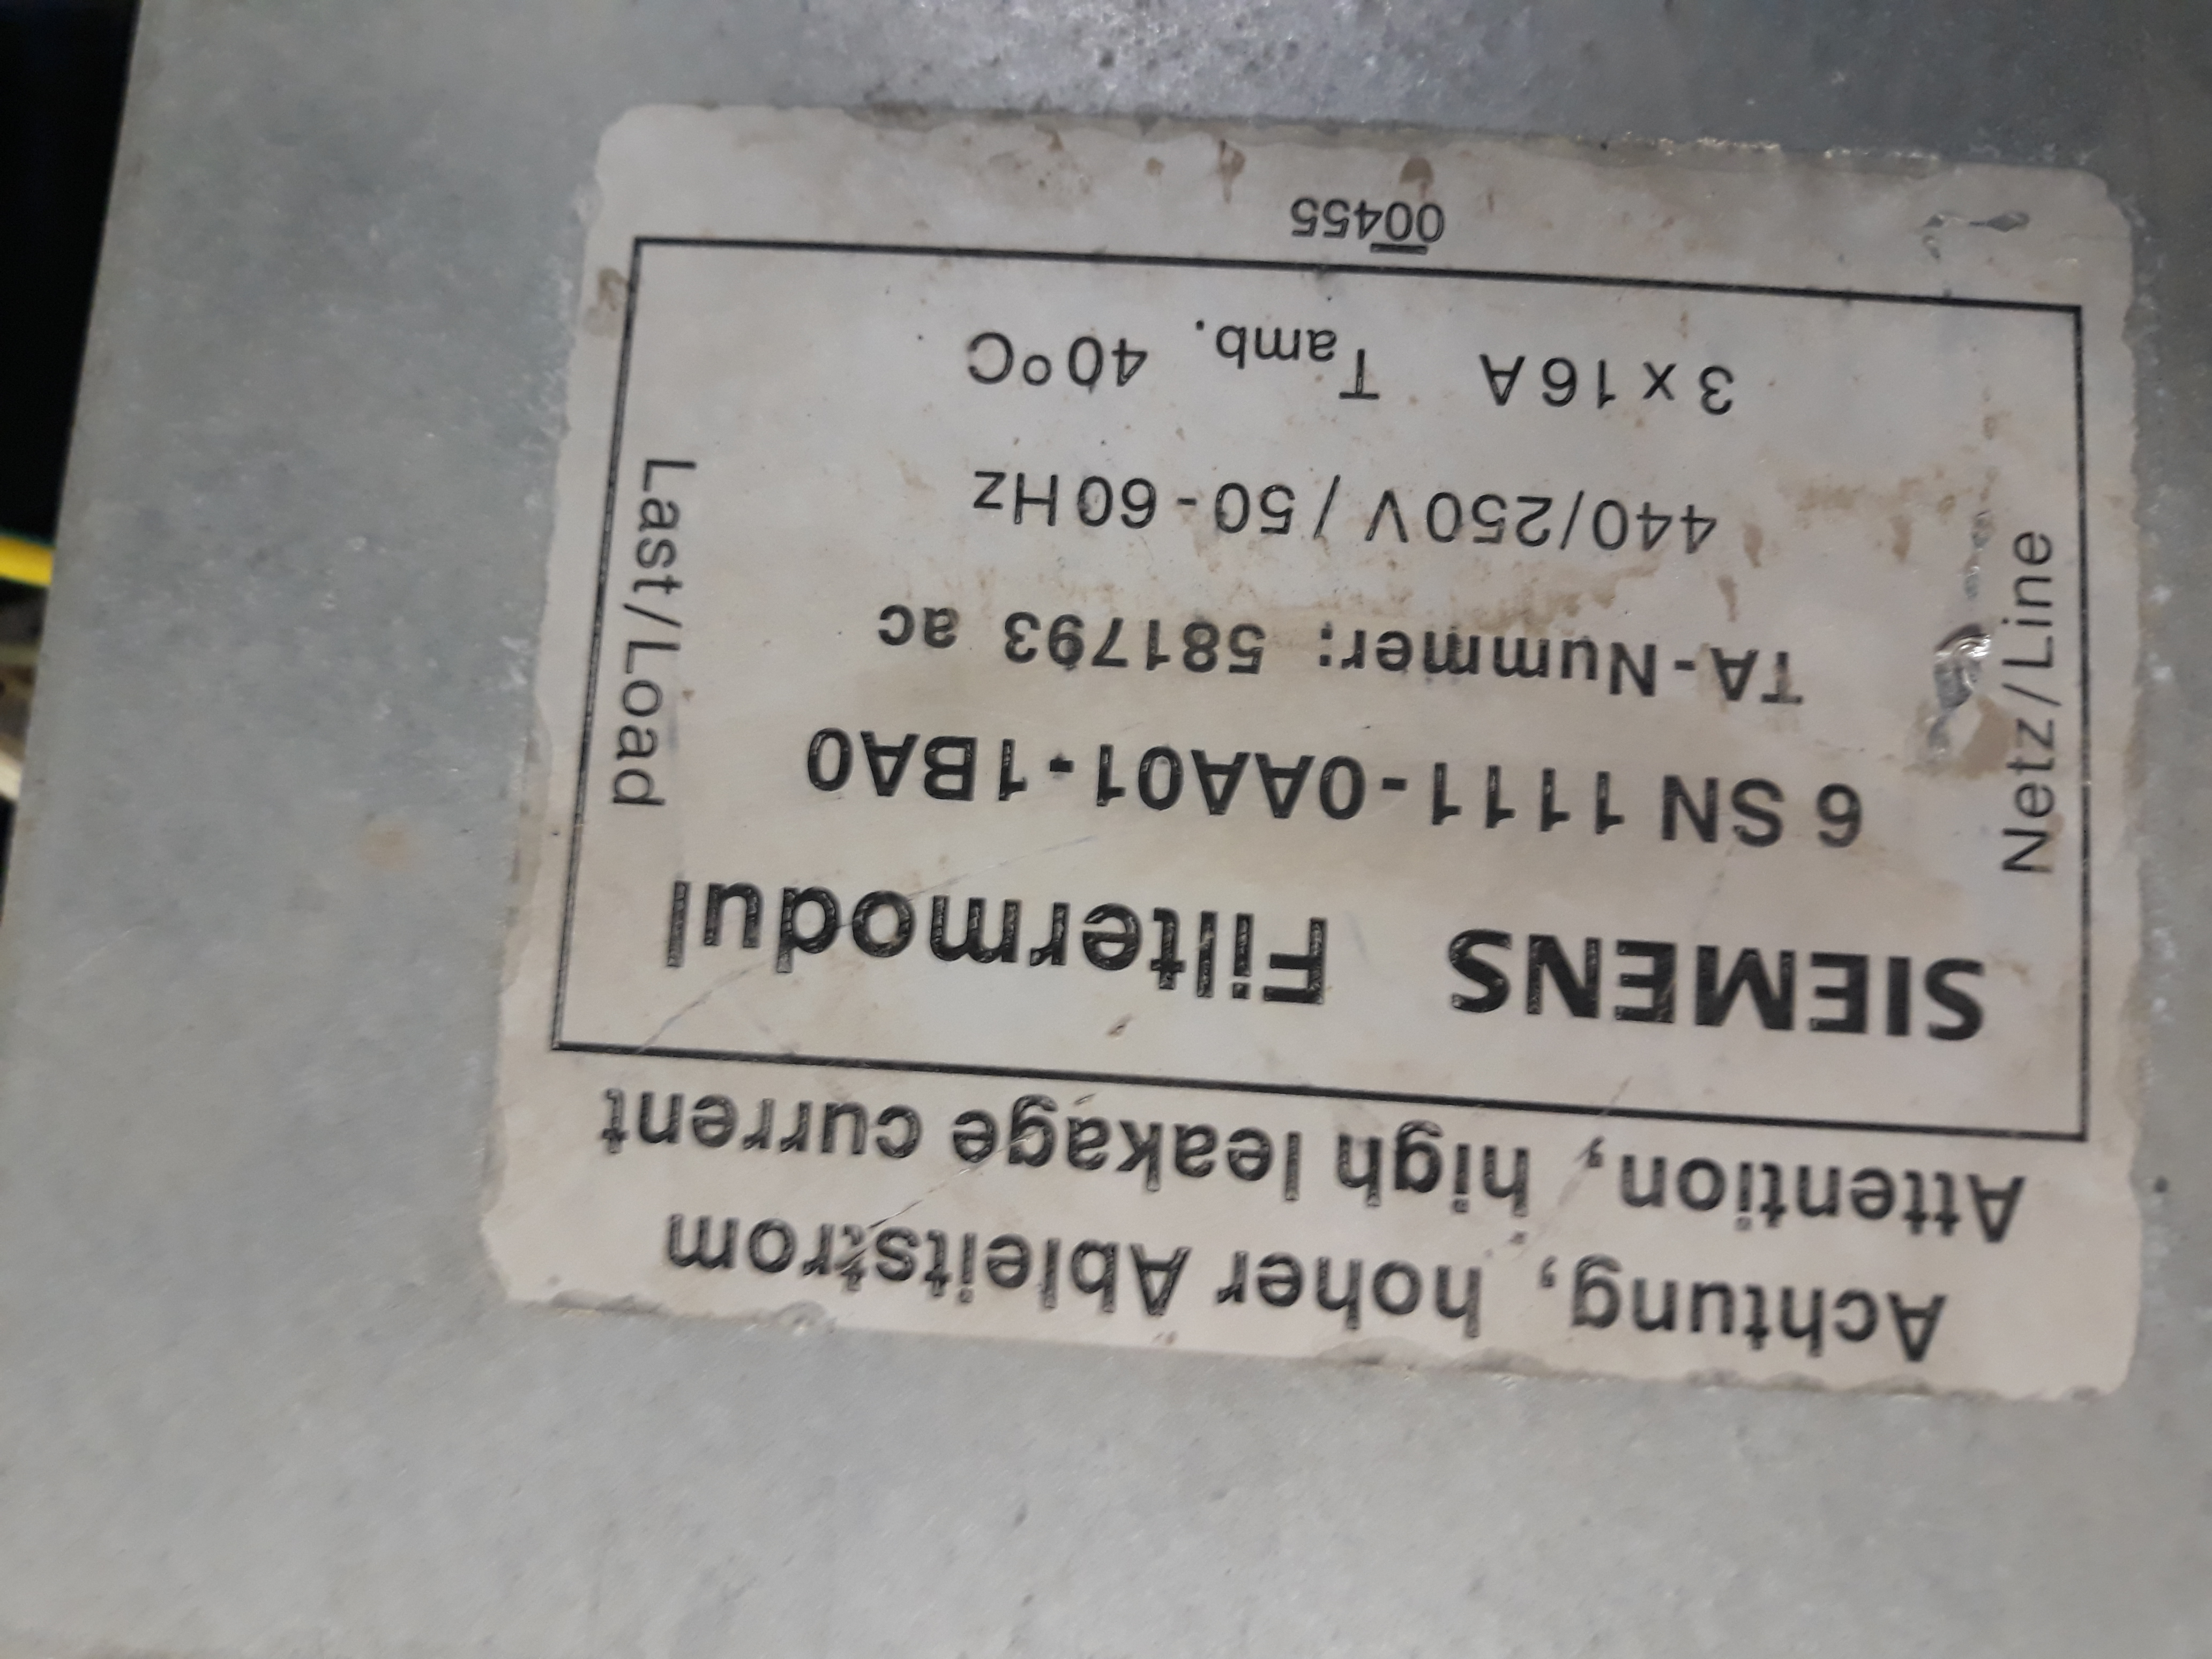 Achtung, hoher Ableitstrom
Attention, high leakage current
SIEMENS Filtermodul
6 SN 1111-0AA01-1BA0
TA-Nummer: 581793 ac
440/250V / 50-60Hz
3x16A Tamb. 40°C
Netz/Line
Last/Load
00455